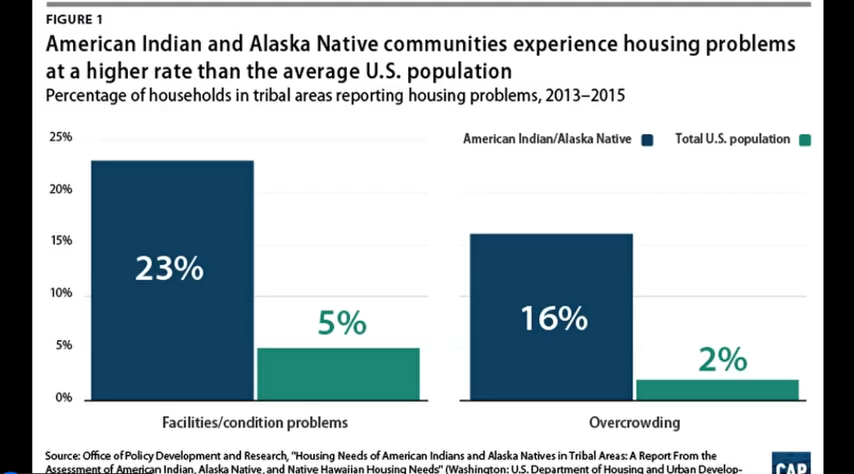 FIGURE 1
American Indian and Alaska Native communities experience housing problems
at a higher rate than the average U.S. population
Percentage of households in tribal areas reporting housing problems, 2013–2015
25%
American Indian/Alaska Native
Total U.S. population
20%
15%
10%
5%
0%
23%
5%
16%
2%
Facilities/condition problems
Overcrowding
Source: Office of Policy Development and Research, "Housing Needs of American Indians and Alaska Natives in Tribal Areas: A Report From the
Assessment of American Indian, Alaska Native, and Native Hawaiian Housing Needs" (Washington: U.S. Department of Housing and Urban Develop-
CAP